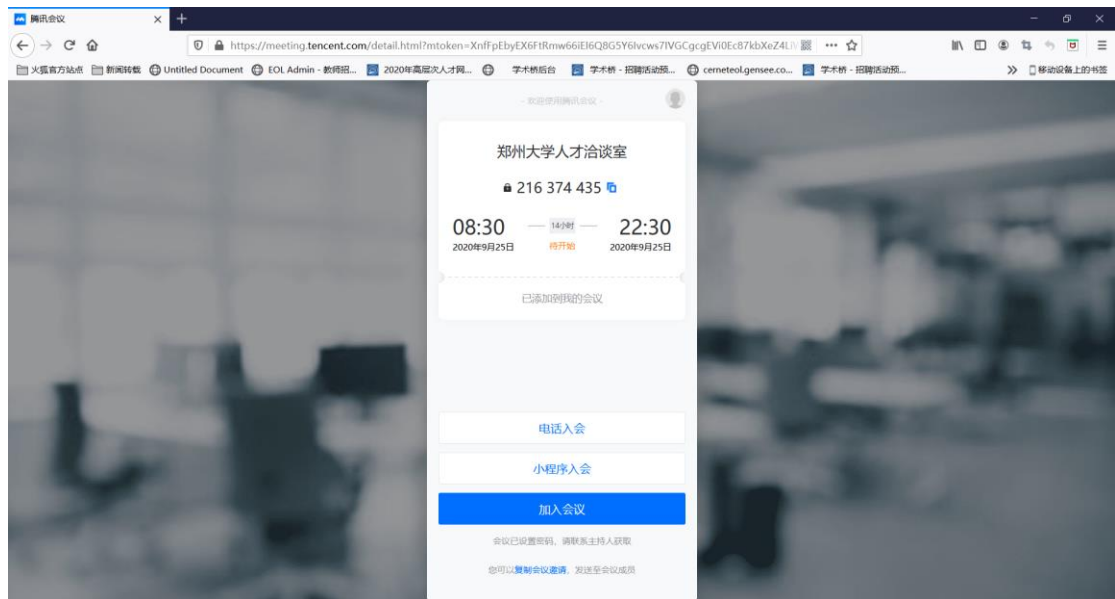 腾讯会议
https://meeting.tencent.com/detail.html?mtoken=XnfFpEbyEX6FtRmw66iEI6Q8G5Y6Ivcws7IVGCgcgEVi0Ec87kbXeZ4LI
火狐官方站点 新闻转载 Untitled Document EOL Admin - 教师招... 2020年高层次人才网... 学术桥后台 学术桥 - 招聘活动预... cerneteol.gensee.co... 学术桥 - 招聘活动预... 移动设备上的书签
- 欢迎使用腾讯会议 -
郑州大学人才洽谈室
216 374 435
08:30 14小时 22:30
2020年9月25日 待开始 2020年9月25日
已添加到我的会议
电话入会
小程序入会
加入会议
会议已设置密码，请联系主持人获取
您可以复制会议邀请，发送至会议成员